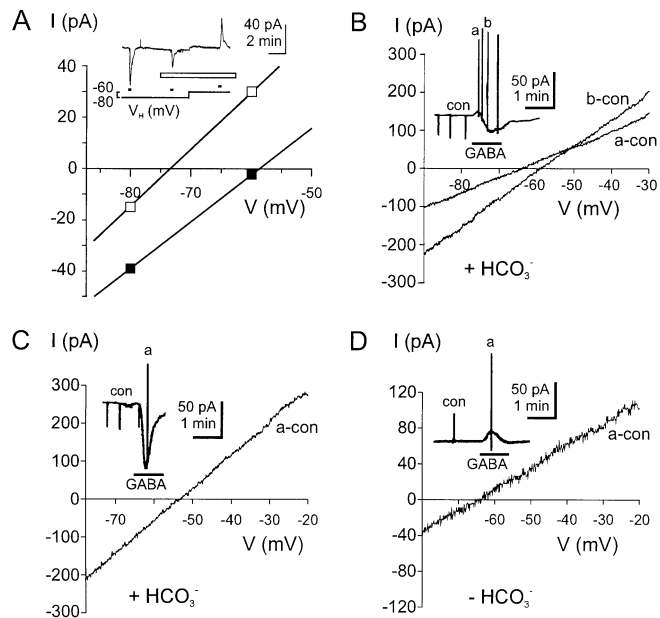 A
I (pA)
40 pA
2 min
-60
-80
V_H (mV)
40
20
0
-20
-40
-80
-70
-60
-50
V (mV)
B
I (pA)
300
200
100
0
-100
-200
-300
a
b
con
GABA
50 pA
1 min
b-con
a-con
-80
-70
-60
-50
-40
-30
V (mV)
+ HCO₃⁻
C
I (pA)
300
200
100
0
-100
-200
-300
a
con
GABA
50 pA
1 min
a-con
-70
-60
-50
-40
-30
-20
V (mV)
+ HCO₃⁻
D
I (pA)
120
80
40
0
-40
-80
-120
a
con
GABA
50 pA
1 min
a-con
-70
-60
-50
-40
-30
-20
V (mV)
- HCO₃⁻